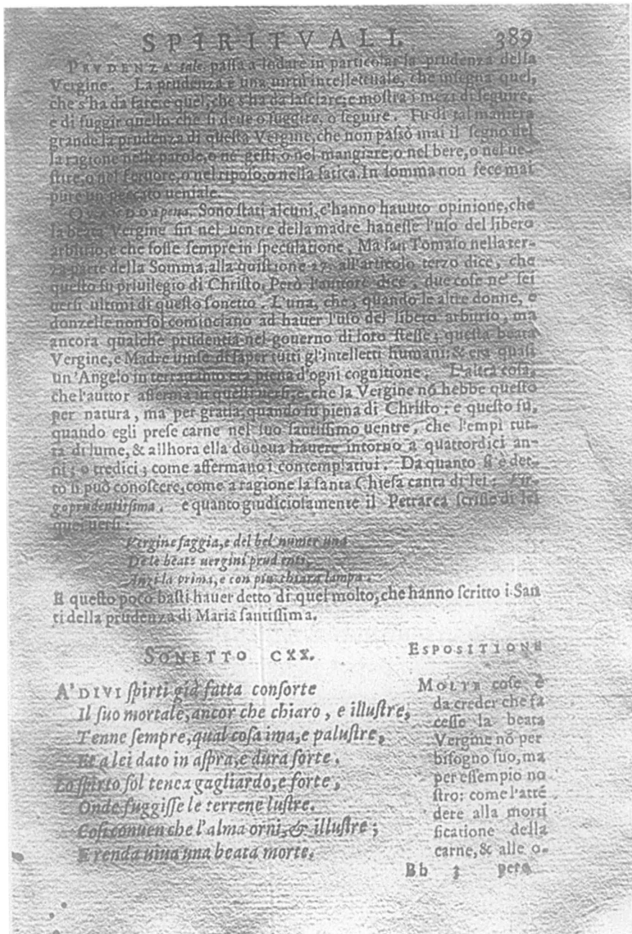 SPIRITVALI. 389
PRVDENZA tale passa a lodare in particolar la prudenza della
Vergine. La prudenza è una uirtù intellettuale, che insegna quel,
che s'ha da fare, e quel, che s'ha da lasciare; e mostra i mezi di seguire,
e di fuggir quello che si deue o fuggire, o seguire. Fu di tal maniera
grande la prudenza di questa Vergine, che non passò mai il segno del
la ragione nelle parole, o ne' gesti, o nel mangiare, o nel bere, o nel ue-
stire, o nel feruore, o nel riposo, o nella fatica. In somma non fece mai
pure un peccato ueniale.
QVANDO apena. Sono stati alcuni, c'hanno hauuto opinione, che
la beata Vergine sin nel uentre della madre hauesse l'uso del libero
arbitrio, e che fosse sempre in speculatione. Ma san Tomaso nella ter-
za parte della Somma, alla quistione 27. all'articolo terzo dice, che
questo fu priuilegio di Christo. Però l'auttore dice, due cose ne' sei
uersi ultimi di questo sonetto. L'una, che, quando le altre donne, e
donzelle non sol cominciano ad hauer l'uso del libero arbitrio, ma
ancora qualche prudentia nel gouerno di loro stesse; questa beata
Vergine, e Madre uinse di saper tutti gl'intelletti humani: & era quasi
un'Angelo in terra, tanto era piena d'ogni cognitione. L'altra cosa,
che l'auttor afferma in questi uersi, è, che la Vergine nõ hebbe questo
per natura, ma per gratia, quando fu piena di Christo: e questo fu,
quando egli prese carne nel suo santissimo uentre, che l'empì tut-
ta di lume, & allhora ella doueua hauere intorno a quattordici an-
ni; o tredici; come affermano i contemplatiui. Da quanto si è det-
to si può conoscere, come a ragione la santa Chiesa canta di lei: Vir-
goprudentissima. e quanto giudiciosamente il Petrarca scrisse di lei
quei uersi:
Vergine saggia, e del bel numer una
De le beate uergini prudenti,
Anzi la prima, e con più chiara lampa.
E questo poco basti hauer detto di quel molto, che hanno scritto i San
ti della prudenza di Maria santissima.
SONETTO CXX.
A' DIVI spirti già fatta consorte
Il suo mortale, ancor che chiaro, e illustre,
Tenne sempre, qual cosa ima, e palustre,
Et a lei dato in aspra, e dura sorte.
Lo spirto sol tenea gagliardo, e forte,
Onde fuggisse le terrene lustre.
Così conuen che l'alma orni, & illustre;
E renda uiua una beata morte.
ESPOSITIONE
MOLTE cose è
da creder che fa
cesse la beata
Vergine nõ per
bisogno suo, ma
per essempio no
stro: come l'attẽ
dere alla morti
ficatione della
carne, & alle o-
Bb 3 pere